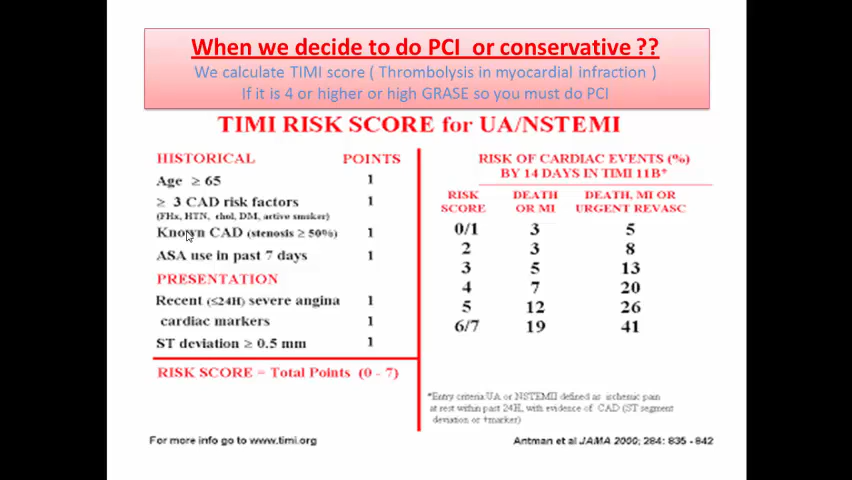 When we decide to do PCI or conservative ??
We calculate TIMI score ( Thrombolysis in myocardial infraction )
If it is 4 or higher or high GRASE so you must do PCI
TIMI RISK SCORE for UA/NSTEMI
HISTORICAL POINTS
Age ≥ 65 1
≥ 3 CAD risk factors 1
(FHx, HTN, chol, DM, active smoker)
Known CAD (stenosis ≥ 50%) 1
ASA use in past 7 days 1
PRESENTATION
Recent (≤24H) severe angina 1
cardiac markers 1
ST deviation ≥ 0.5 mm 1
RISK SCORE = Total Points (0 - 7)
RISK OF CARDIAC EVENTS (%)
BY 14 DAYS IN TIMI 11B*
RISK DEATH DEATH, MI OR
SCORE OR MI URGENT REVASC
0/1 3 5
2 3 8
3 5 13
4 7 20
5 12 26
6/7 19 41
*Entry criteria:UA or NSTEMII defined as ischemic pain
at rest within past 24H, with evidence of CAD (ST segment
deviation or +marker)
For more info go to www.timi.org
Antman et al JAMA 2000; 284: 835 - 842